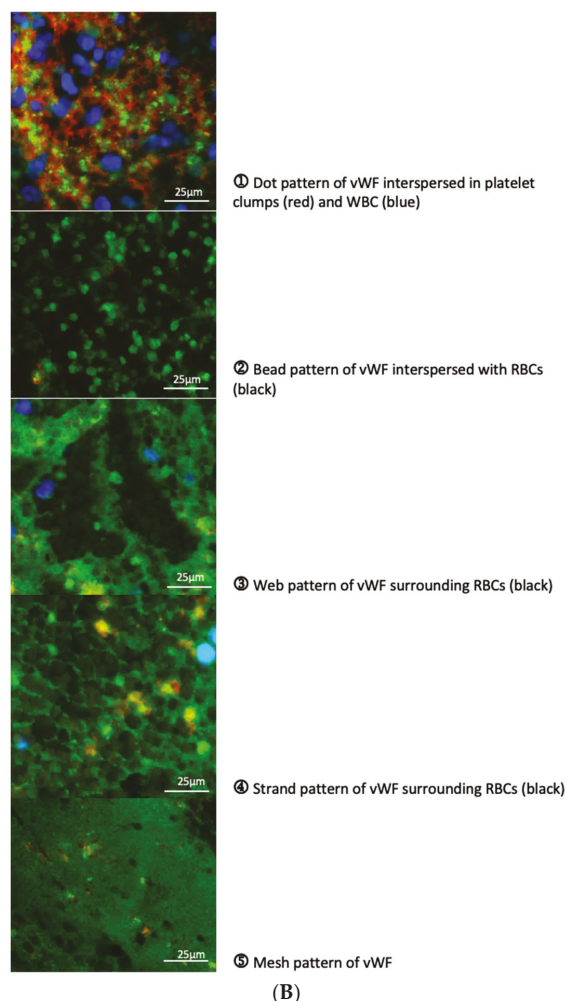 25μm
① Dot pattern of vWF interspersed in platelet
clumps (red) and WBC (blue)
25μm
② Bead pattern of vWF interspersed with RBCs
(black)
25μm
③ Web pattern of vWF surrounding RBCs (black)
25μm
④ Strand pattern of vWF surrounding RBCs (black)
25μm
⑤ Mesh pattern of vWF
(B)